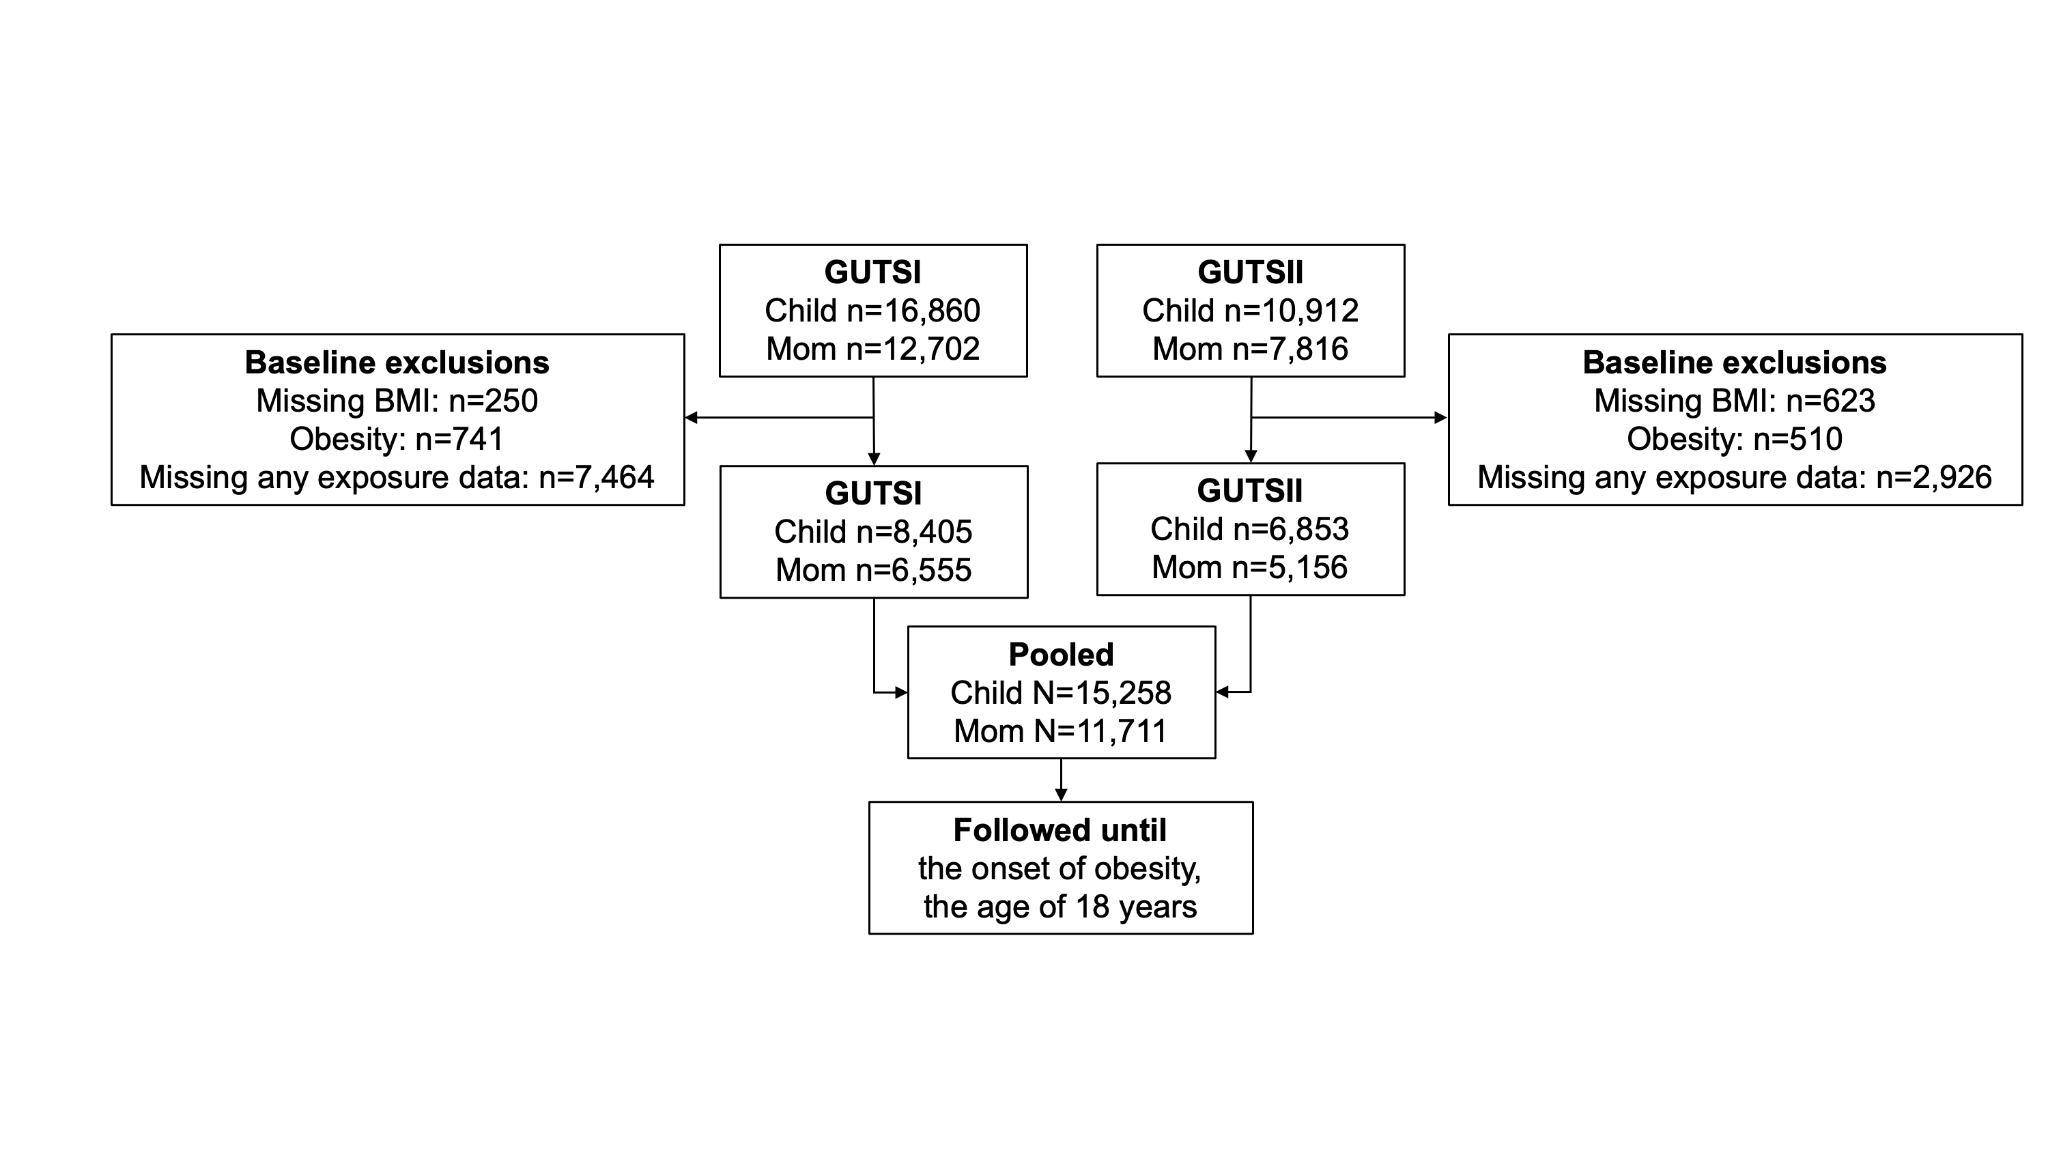 GUTSI
Child n=16,860
Mom n=12,702
GUTSII
Child n=10,912
Mom n=7,816
Baseline exclusions
Missing BMI: n=250
Obesity: n=741
Missing any exposure data: n=7,464
Baseline exclusions
Missing BMI: n=623
Obesity: n=510
Missing any exposure data: n=2,926
GUTSI
Child n=8,405
Mom n=6,555
GUTSII
Child n=6,853
Mom n=5,156
Pooled
Child N=15,258
Mom N=11,711
Followed until
the onset of obesity,
the age of 18 years